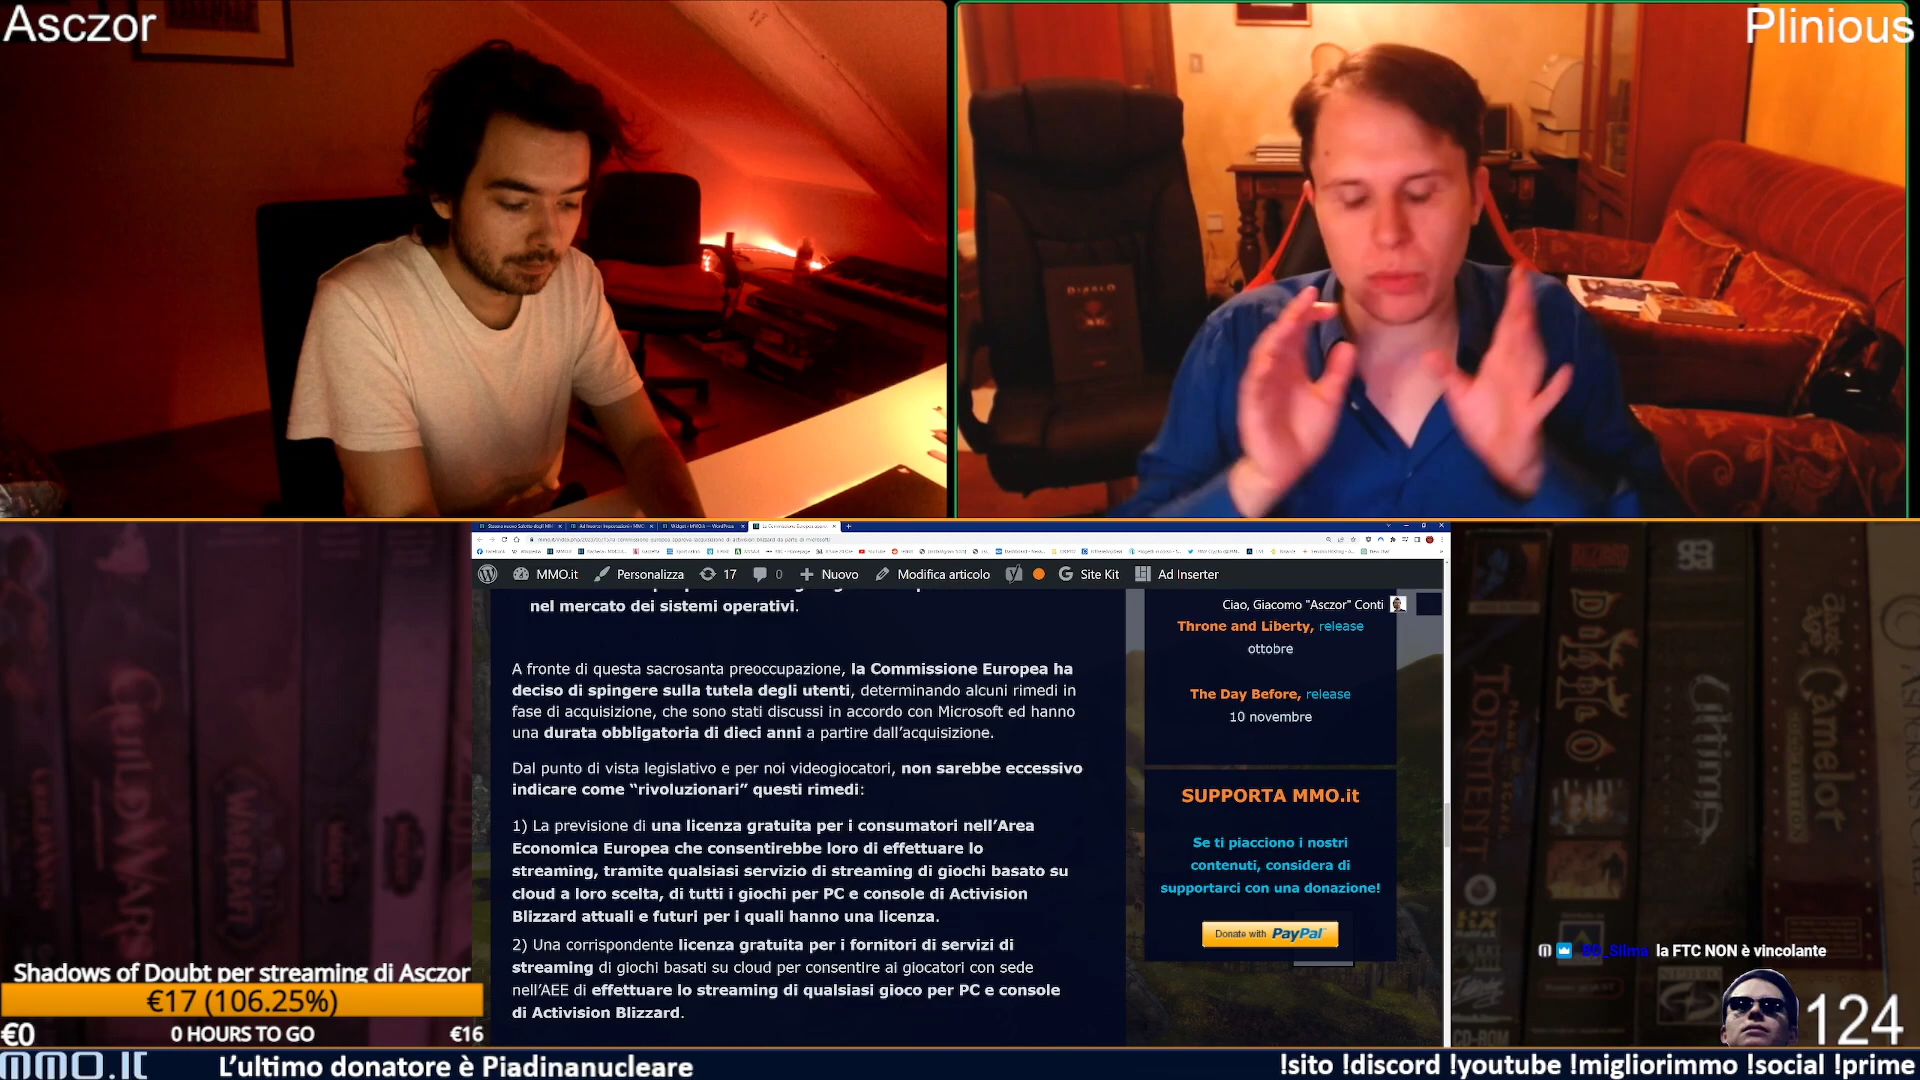 Asczor
Plinious
MMO.it
Personalizza
17
0
Nuovo
Modifica articolo
Site Kit
Ad Inserter
Ciao, Giacomo "Asczor" Conti
nel mercato dei sistemi operativi.
A fronte di questa sacrosanta preoccupazione, la Commissione Europea ha
deciso di spingere sulla tutela degli utenti, determinando alcuni rimedi in
fase di acquisizione, che sono stati discussi in accordo con Microsoft ed hanno
una durata obbligatoria di dieci anni a partire dall'acquisizione.
Dal punto di vista legislativo e per noi videogiocatori, non sarebbe eccessivo
indicare come “rivoluzionari” questi rimedi:
1) La previsione di una licenza gratuita per i consumatori nell'Area
Economica Europea che consentirebbe loro di effettuare lo
streaming, tramite qualsiasi servizio di streaming di giochi basato su
cloud a loro scelta, di tutti i giochi per PC e console di Activision
Blizzard attuali e futuri per i quali hanno una licenza.
2) Una corrispondente licenza gratuita per i fornitori di servizi di
streaming di giochi basati su cloud per consentire ai giocatori con sede
nell'AEE di effettuare lo streaming di qualsiasi gioco per PC e console
di Activision Blizzard.
Throne and Liberty, release
ottobre
The Day Before, release
10 novembre
SUPPORTA MMO.it
Se ti piacciono i nostri
contenuti, considera di
supportarci con una donazione!
Donate with PayPal
DIABLO
GUILD WARS
WARCRAFT
TORMENT
Diablo
Ultima
Camelot
CD-ROM
BD_Silma la FTC NON è vincolante
124
Shadows of Doubt per streaming di Asczor
€17 (106.25%)
€0
0 HOURS TO GO
€16
MMO.IT
L'ultimo donatore è Piadinanucleare
!sito !discord !youtube !migliorimmo !social !prime